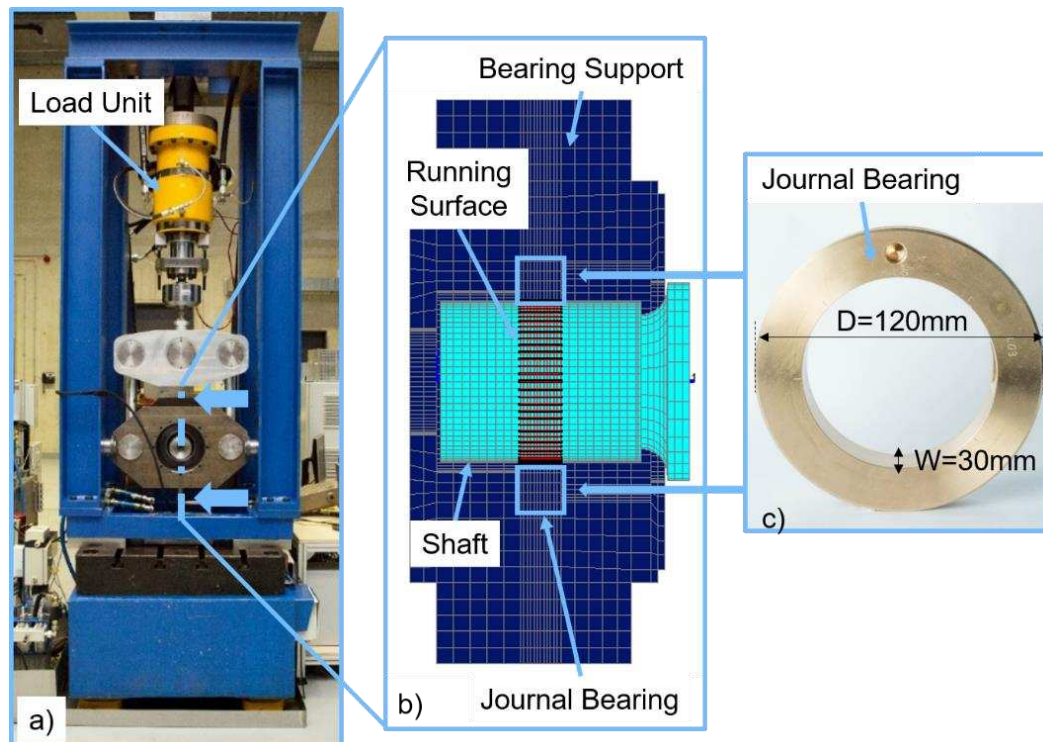 Load Unit
a)
Bearing Support
Running
Surface
Shaft
Journal Bearing
b)
Journal Bearing
D=120mm
W=30mm
c)